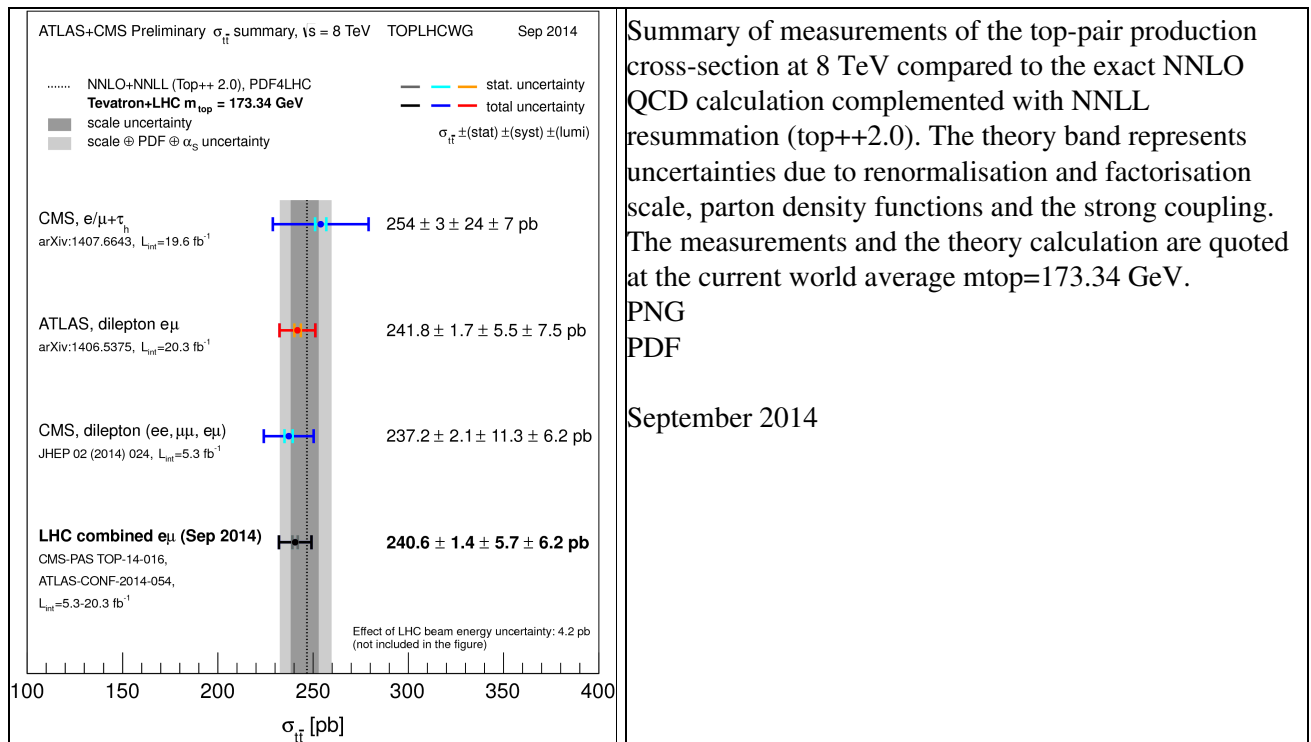 ATLAS+CMS Preliminary σtt̄ summary, √s = 8 TeV TOPLHCWG Sep 2014
NNLO+NNLL (Top++ 2.0), PDF4LHC
Tevatron+LHC mtop = 173.34 GeV
scale uncertainty
scale ⊕ PDF ⊕ αS uncertainty
stat. uncertainty
total uncertainty
σtt̄ ±(stat) ±(syst) ±(lumi)
CMS, e/μ+τh
arXiv:1407.6643, Lint=19.6 fb-1
254 ± 3 ± 24 ± 7 pb
ATLAS, dilepton eμ
arXiv:1406.5375, Lint=20.3 fb-1
241.8 ± 1.7 ± 5.5 ± 7.5 pb
CMS, dilepton (ee, μμ, eμ)
JHEP 02 (2014) 024, Lint=5.3 fb-1
237.2 ± 2.1 ± 11.3 ± 6.2 pb
LHC combined eμ (Sep 2014)
CMS-PAS TOP-14-016,
ATLAS-CONF-2014-054,
Lint=5.3-20.3 fb-1
240.6 ± 1.4 ± 5.7 ± 6.2 pb
Effect of LHC beam energy uncertainty: 4.2 pb
(not included in the figure)
100 150 200 250 300 350 400
σtt̄ [pb]
Summary of measurements of the top-pair production
cross-section at 8 TeV compared to the exact NNLO
QCD calculation complemented with NNLL
resummation (top++2.0). The theory band represents
uncertainties due to renormalisation and factorisation
scale, parton density functions and the strong coupling.
The measurements and the theory calculation are quoted
at the current world average mtop=173.34 GeV.
PNG
PDF
September 2014